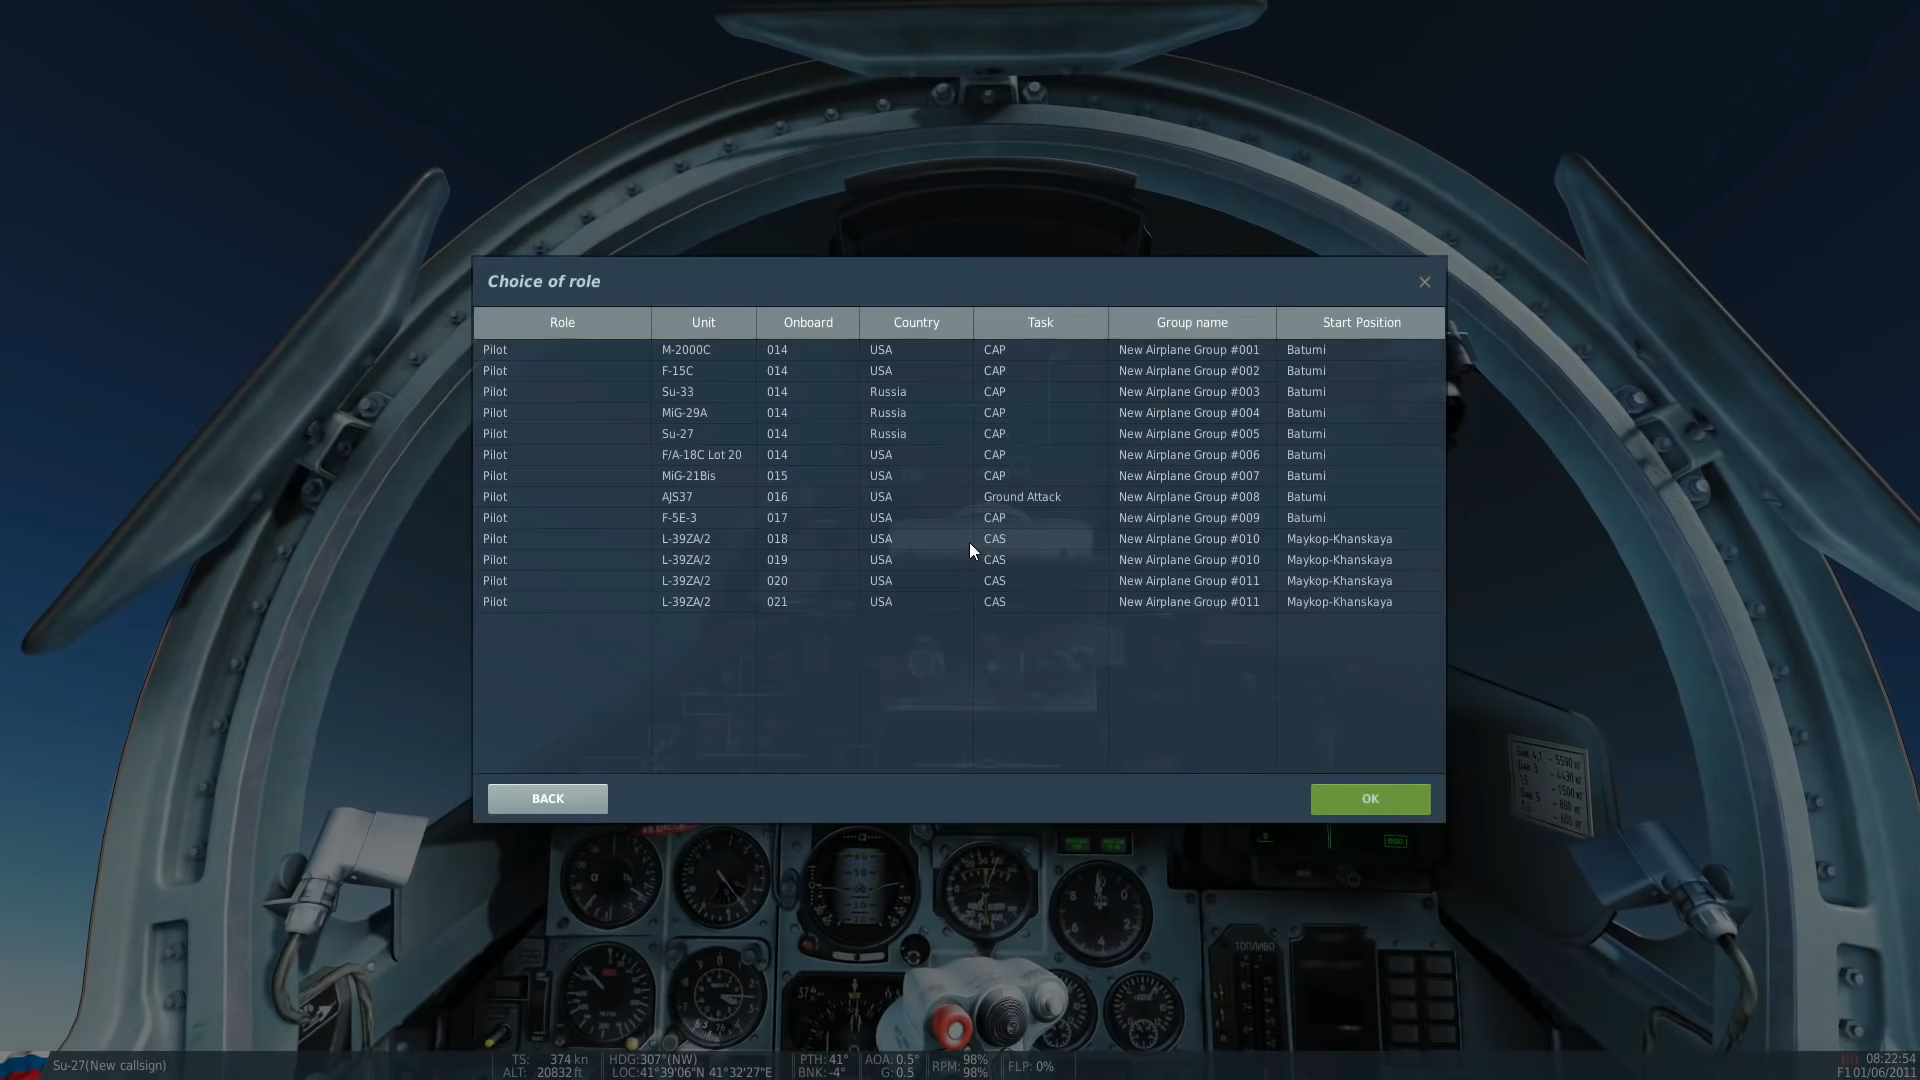 Choice of role
Role Unit Onboard Country Task Group name Start Position
Pilot M-2000C 014 USA CAP New Airplane Group #001 Batumi
Pilot F-15C 014 USA CAP New Airplane Group #002 Batumi
Pilot Su-33 014 Russia CAP New Airplane Group #003 Batumi
Pilot MiG-29A 014 Russia CAP New Airplane Group #004 Batumi
Pilot Su-27 014 Russia CAP New Airplane Group #005 Batumi
Pilot F/A-18C Lot 20 014 USA CAP New Airplane Group #006 Batumi
Pilot MiG-21Bis 015 USA CAP New Airplane Group #007 Batumi
Pilot AJS37 016 USA Ground Attack New Airplane Group #008 Batumi
Pilot F-5E-3 017 USA CAP New Airplane Group #009 Batumi
Pilot L-39ZA/2 018 USA CAS New Airplane Group #010 Maykop-Khanskaya
Pilot L-39ZA/2 019 USA CAS New Airplane Group #010 Maykop-Khanskaya
Pilot L-39ZA/2 020 USA CAS New Airplane Group #011 Maykop-Khanskaya
Pilot L-39ZA/2 021 USA CAS New Airplane Group #011 Maykop-Khanskaya
BACK OK
ТОПЛИВО
Su-27(New callsign)
TS: 374 kn HDG:307°(NW) PTH: 41° AOA: 0.5° RPM: 98% FLP: 0% 08:22:54
ALT: 20832 ft LOC:41°39'06"N 41°32'27"E BNK: -4° G: 0.5 98% F1 01/06/2011